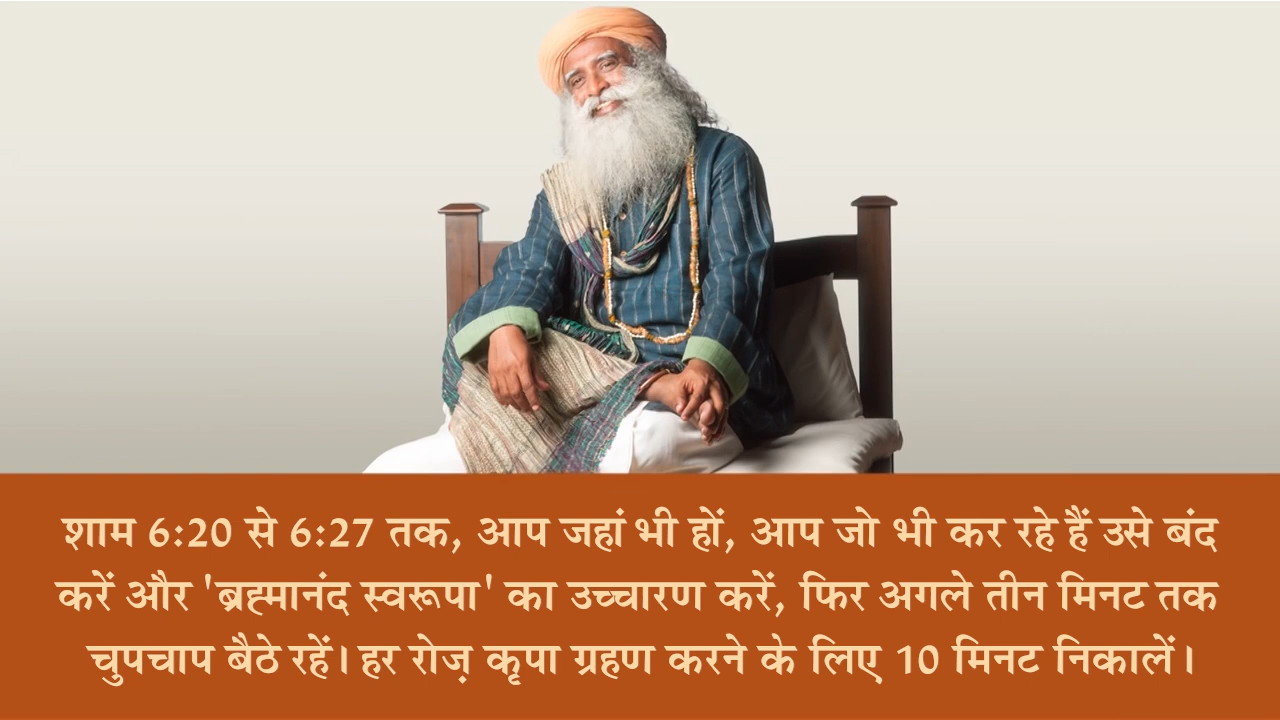 शाम 6:20 से 6:27 तक, आप जहां भी हों, आप जो भी कर रहे हैं उसे बंद
करें और 'ब्रह्मानंद स्वरूपा' का उच्चारण करें, फिर अगले तीन मिनट तक
चुपचाप बैठे रहें। हर रोज़ कृपा ग्रहण करने के लिए 10 मिनट निकालें।